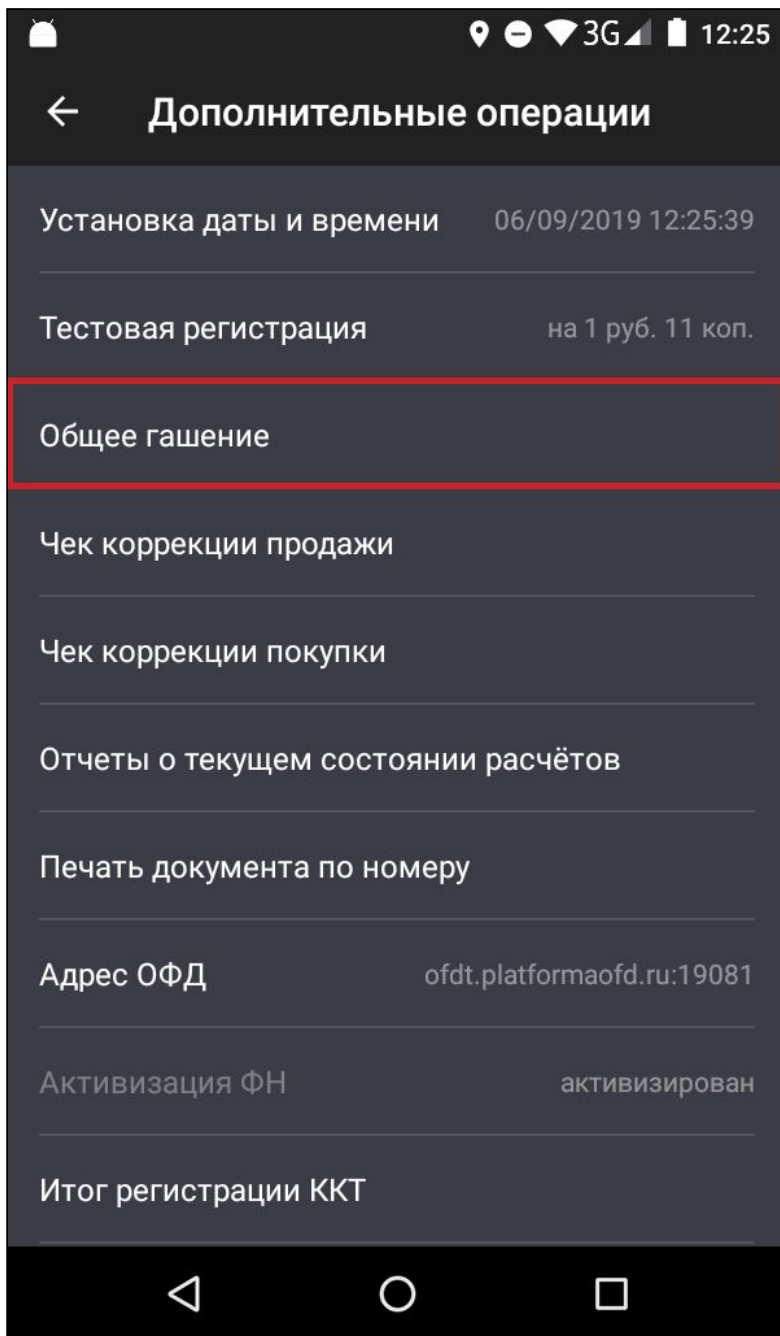 3G 12:25
Дополнительные операции
Установка даты и времени 06/09/2019 12:25:39
Тестовая регистрация на 1 руб. 11 коп.
Общее гашение
Чек коррекции продажи
Чек коррекции покупки
Отчеты о текущем состоянии расчётов
Печать документа по номеру
Адрес ОФД ofdt.platformaofd.ru:19081
Активизация ФН активизирован
Итог регистрации ККТ